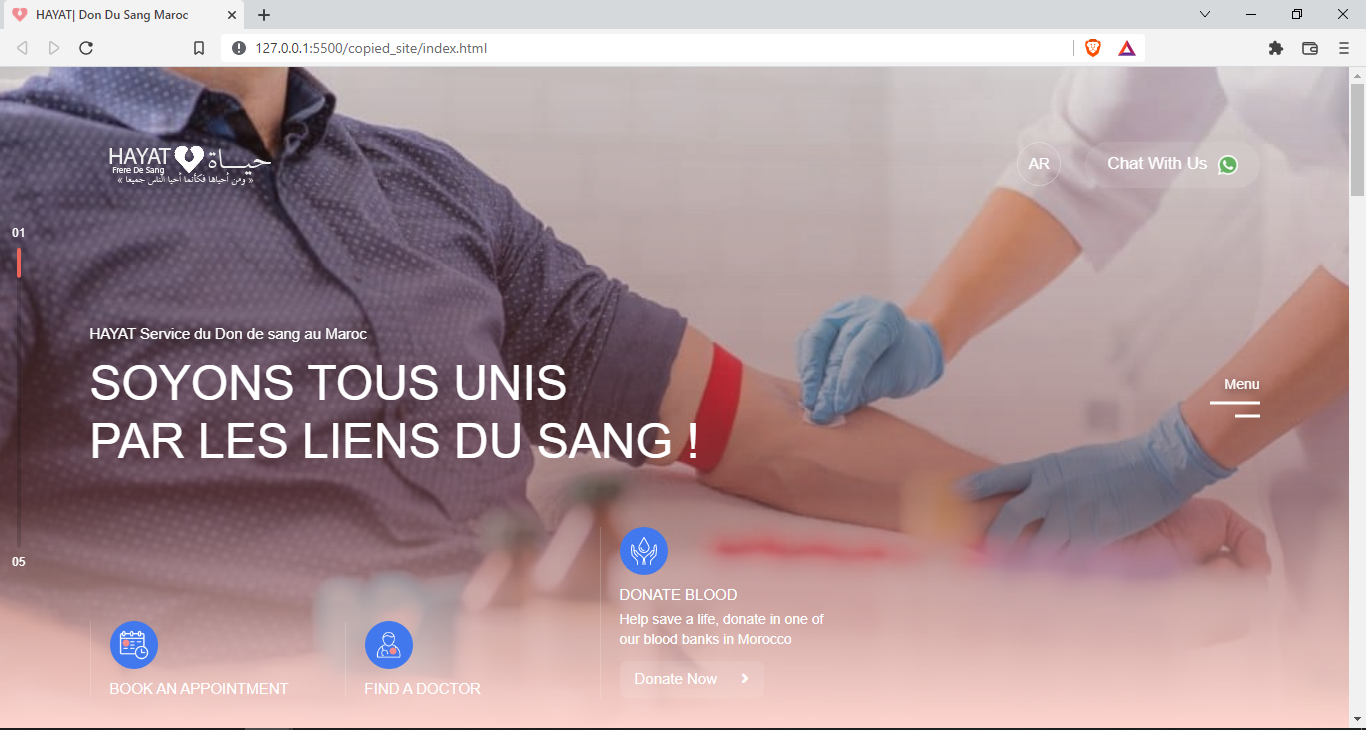 HAYAT| Don Du Sang Maroc
127.0.0.1:5500/copied_site/index.html
HAYAT حيـــاة
Frere De Sang
« ومن أحياها فكأنما أحيا الناس جميعا »
AR
Chat With Us
01
HAYAT Service du Don de sang au Maroc
SOYONS TOUS UNIS
PAR LES LIENS DU SANG !
Menu
05
BOOK AN APPOINTMENT
FIND A DOCTOR
DONATE BLOOD
Help save a life, donate in one of
our blood banks in Morocco
Donate Now